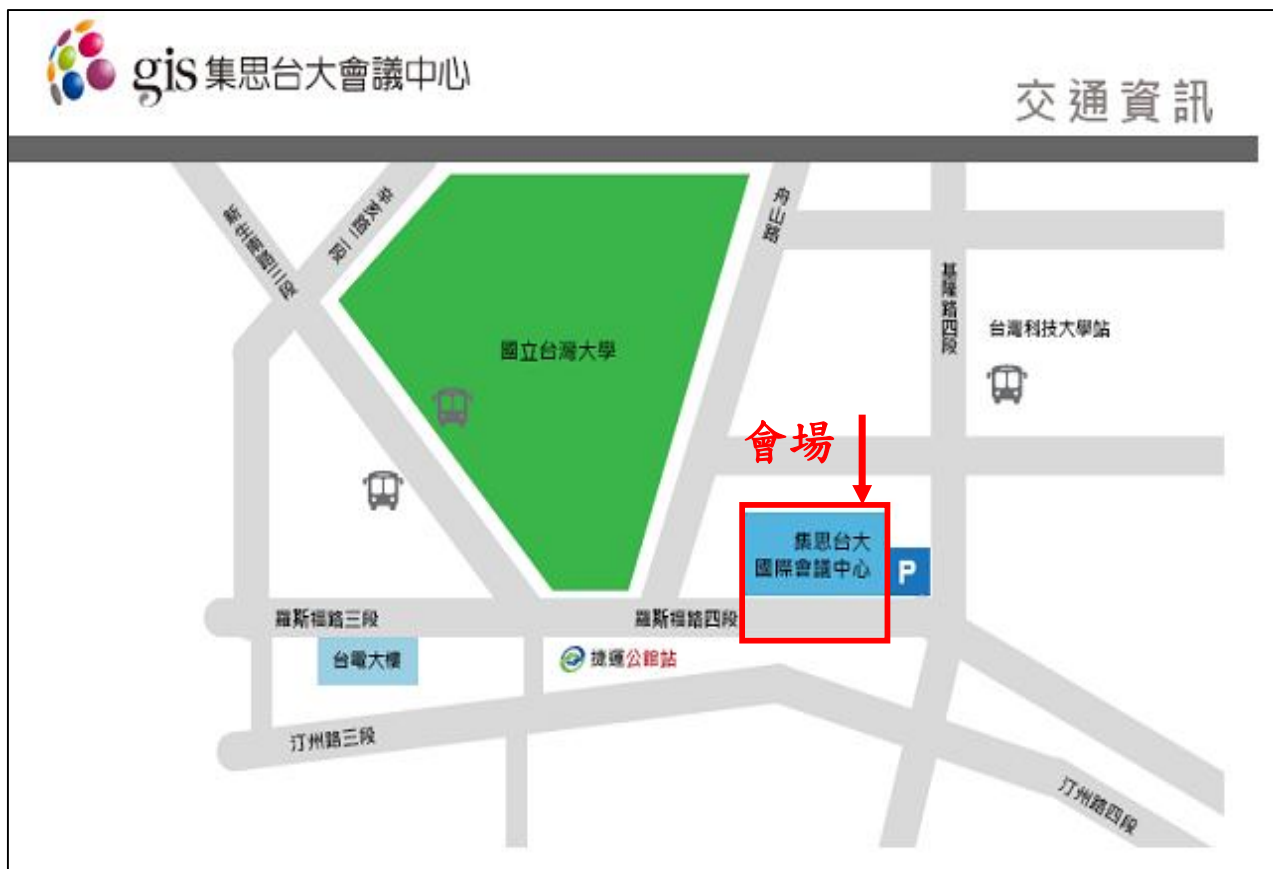 gis 集思台大會議中心
交通資訊
新生南路三段
辛亥路一段
舟山路
基隆路四段
國立台灣大學
台灣科技大學站
會場
集思台大
國際會議中心
P
羅斯福路三段
羅斯福路四段
台電大樓
捷運公館站
汀州路三段
汀州路四段